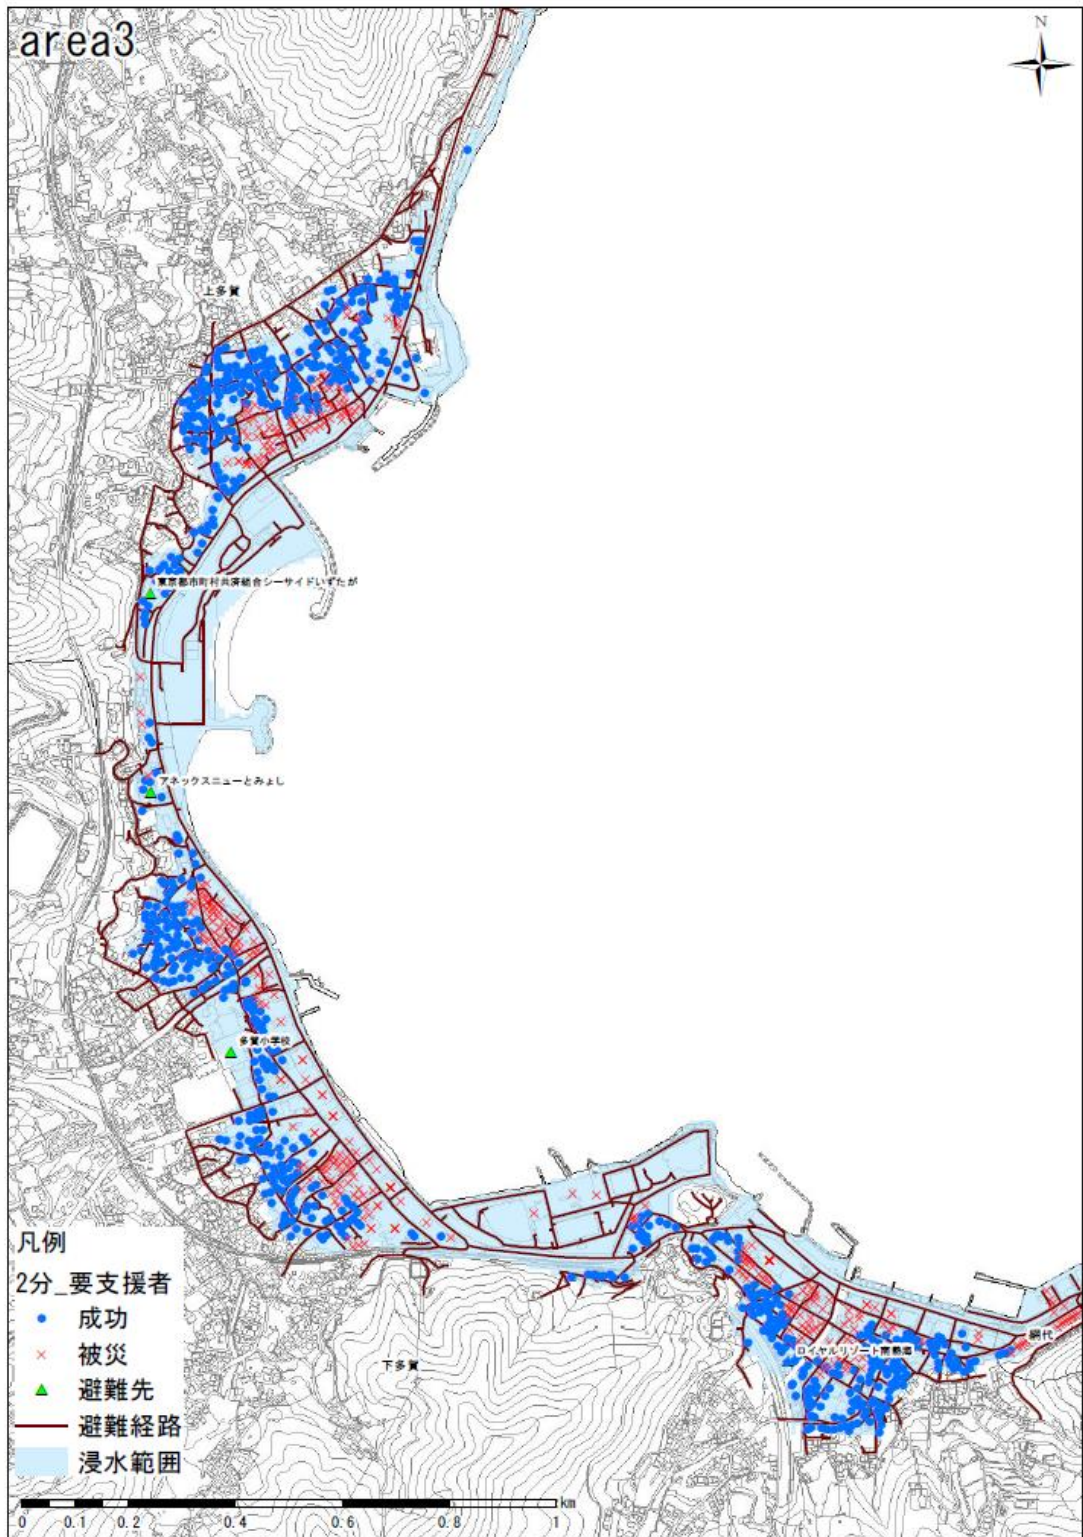 area3
N
上多賀
東京都市町村共済組合シーサイドいずたが
アネックスニューとみよし
多賀小学校
網代
ロイヤルリゾート南熱海
下多賀
凡例
2分_要支援者
成功
被災
避難先
避難経路
浸水範囲
km
0 0.1 0.2 0.4 0.6 0.8 1